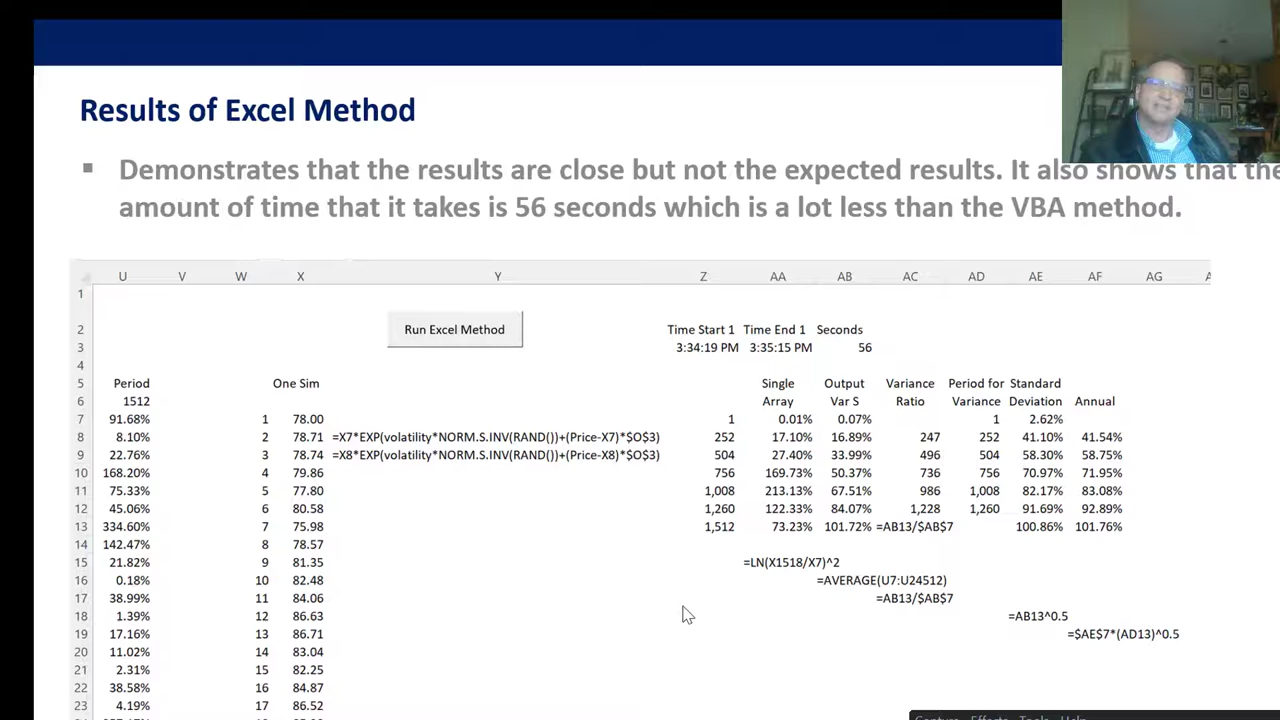 Results of Excel Method
▪ Demonstrates that the results are close but not the expected results. It also shows that the
amount of time that it takes is 56 seconds which is a lot less than the VBA method.
U V W X Y Z AA AB AC AD AE AF AG
1
2 Run Excel Method Time Start 1 Time End 1 Seconds
3 3:34:19 PM 3:35:15 PM 56
4
5 Period One Sim Single Output Variance Period for Standard
6 1512 Array Var S Ratio Variance Deviation Annual
7 91.68% 1 78.00 1 0.01% 0.07% 1 2.62%
8 8.10% 2 78.71 =X7*EXP(volatility*NORM.S.INV(RAND())+(Price-X7)*$O$3) 252 17.10% 16.89% 247 252 41.10% 41.54%
9 22.76% 3 78.74 =X8*EXP(volatility*NORM.S.INV(RAND())+(Price-X8)*$O$3) 504 27.40% 33.99% 496 504 58.30% 58.75%
10 168.20% 4 79.86 756 169.73% 50.37% 736 756 70.97% 71.95%
11 75.33% 5 77.80 1,008 213.13% 67.51% 986 1,008 82.17% 83.08%
12 45.06% 6 80.58 1,260 122.33% 84.07% 1,228 1,260 91.69% 92.89%
13 334.60% 7 75.98 1,512 73.23% 101.72% =AB13/$AB$7 100.86% 101.76%
14 142.47% 8 78.57
15 21.82% 9 81.35 =LN(X1518/X7)^2
16 0.18% 10 82.48 =AVERAGE(U7:U24512)
17 38.99% 11 84.06 =AB13/$AB$7
18 1.39% 12 86.63 =AB13^0.5
19 17.16% 13 86.71 =$AE$7*(AD13)^0.5
20 11.02% 14 83.04
21 2.31% 15 82.25
22 38.58% 16 84.87
23 4.19% 17 86.52